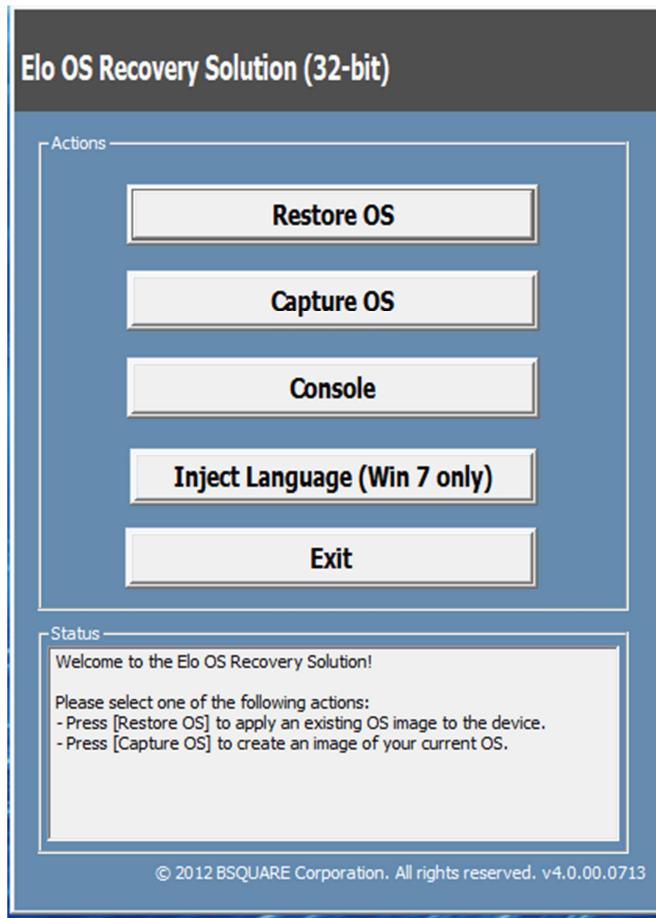 Elo OS Recovery Solution (32-bit)
Actions
Restore OS
Capture OS
Console
Inject Language (Win 7 only)
Exit
Status
Welcome to the Elo OS Recovery Solution!
Please select one of the following actions:
- Press [Restore OS] to apply an existing OS image to the device.
- Press [Capture OS] to create an image of your current OS.
© 2012 BSQUARE Corporation. All rights reserved. v4.0.00.0713